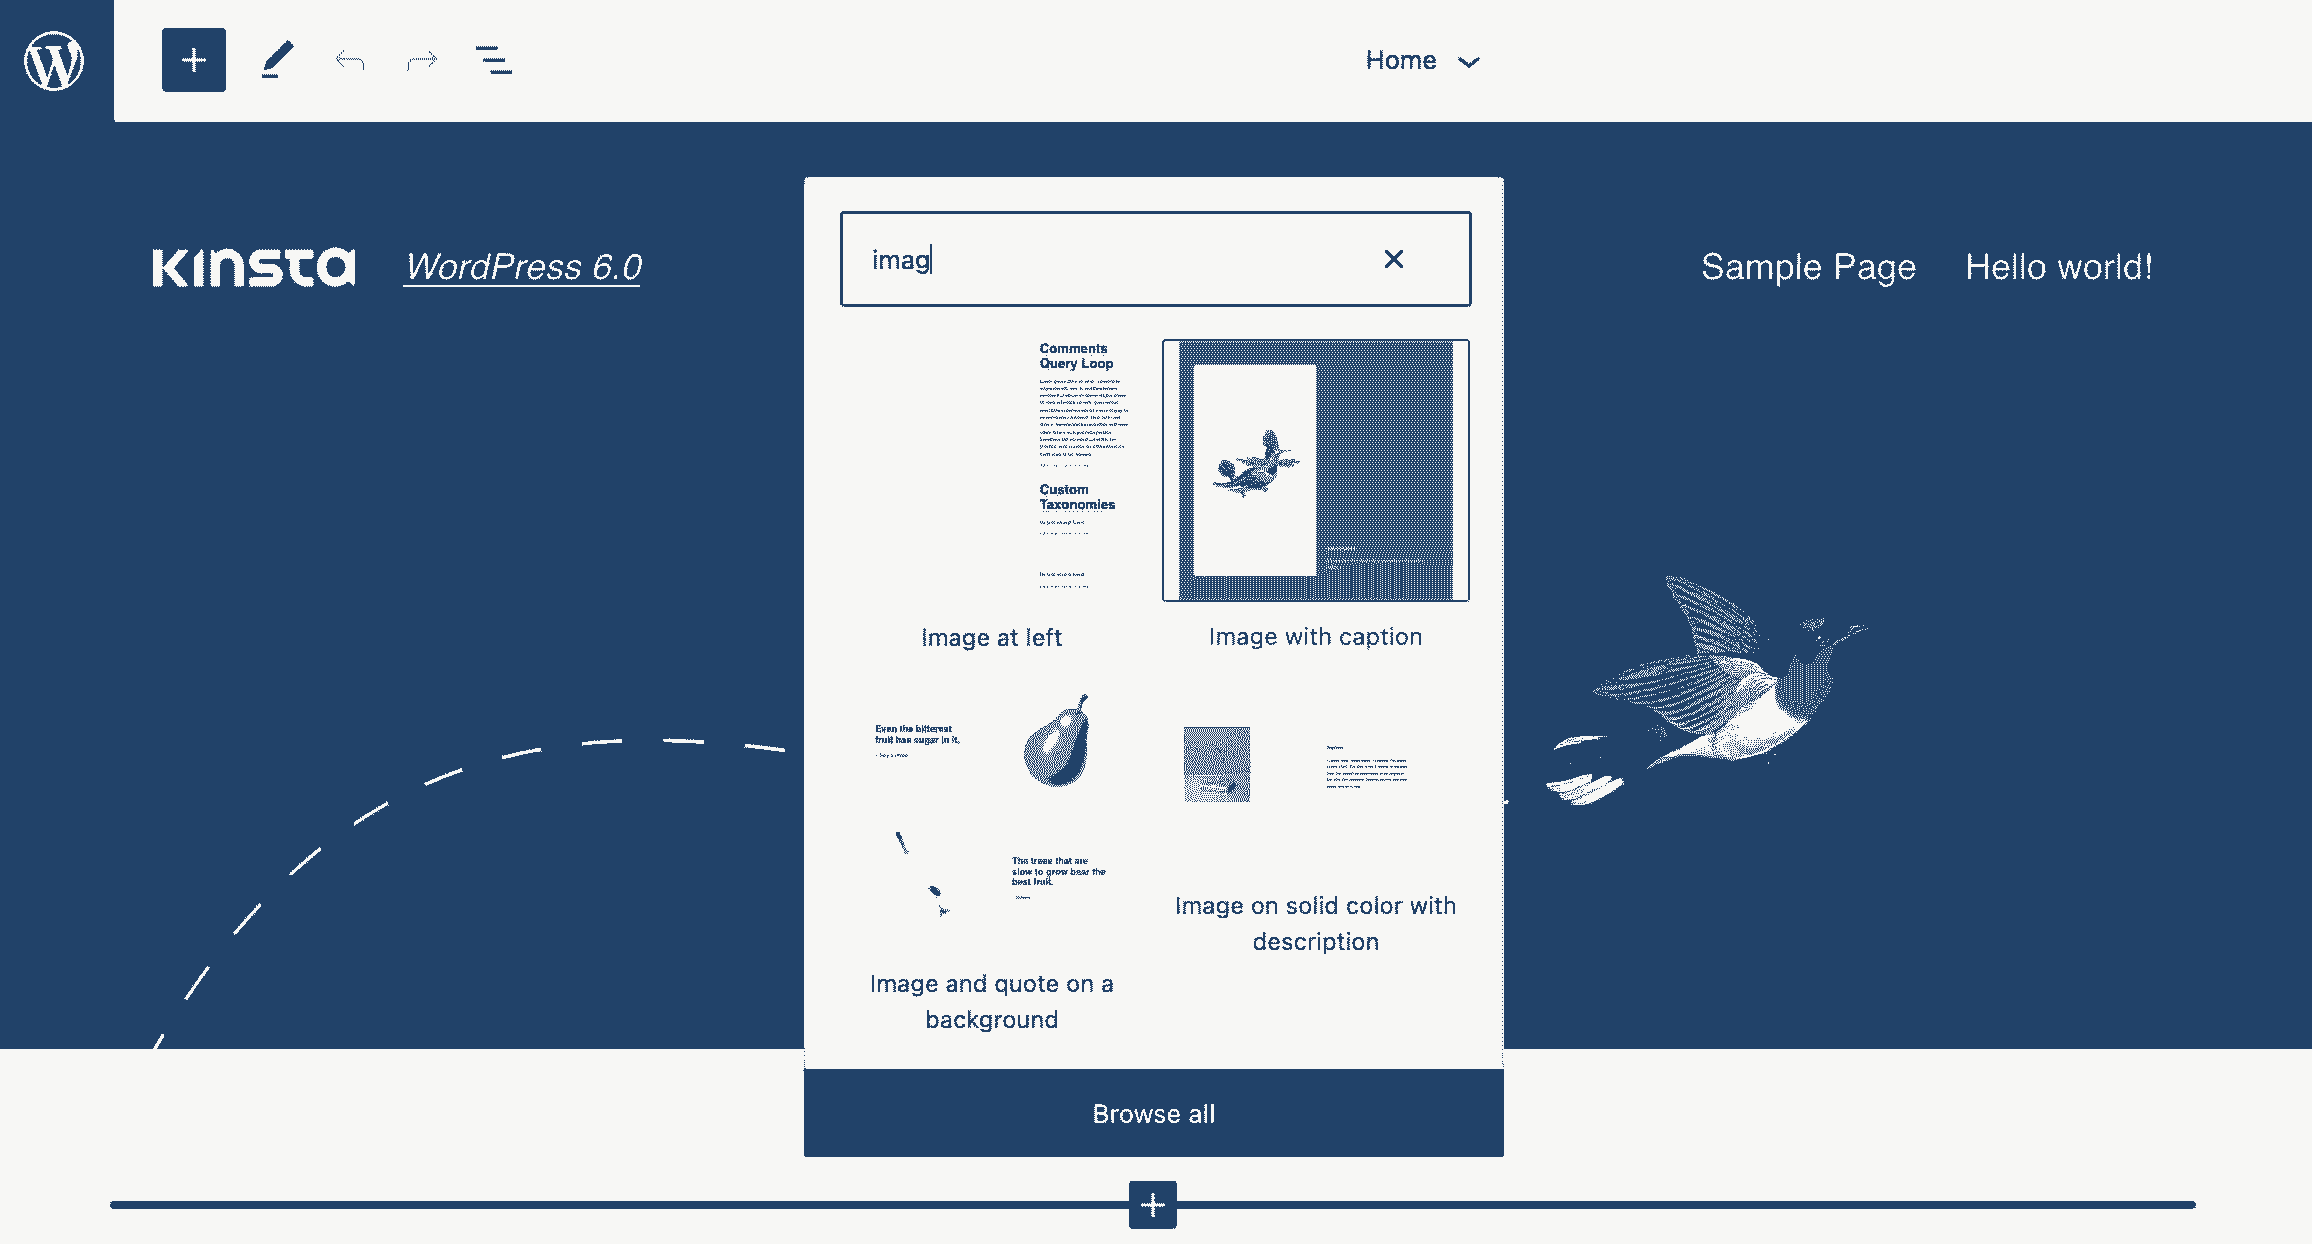 Home
imag
Kinsta WordPress 6.0
Sample Page Hello world!
Comments
Query Loop
Custom
Taxonomies
Image at left
Image with caption
Even the bitterest
fruit has sugar in it.
The trees that are
slow to grow bear the
best fruit.
Image on solid color with
description
Image and quote on a
background
Browse all